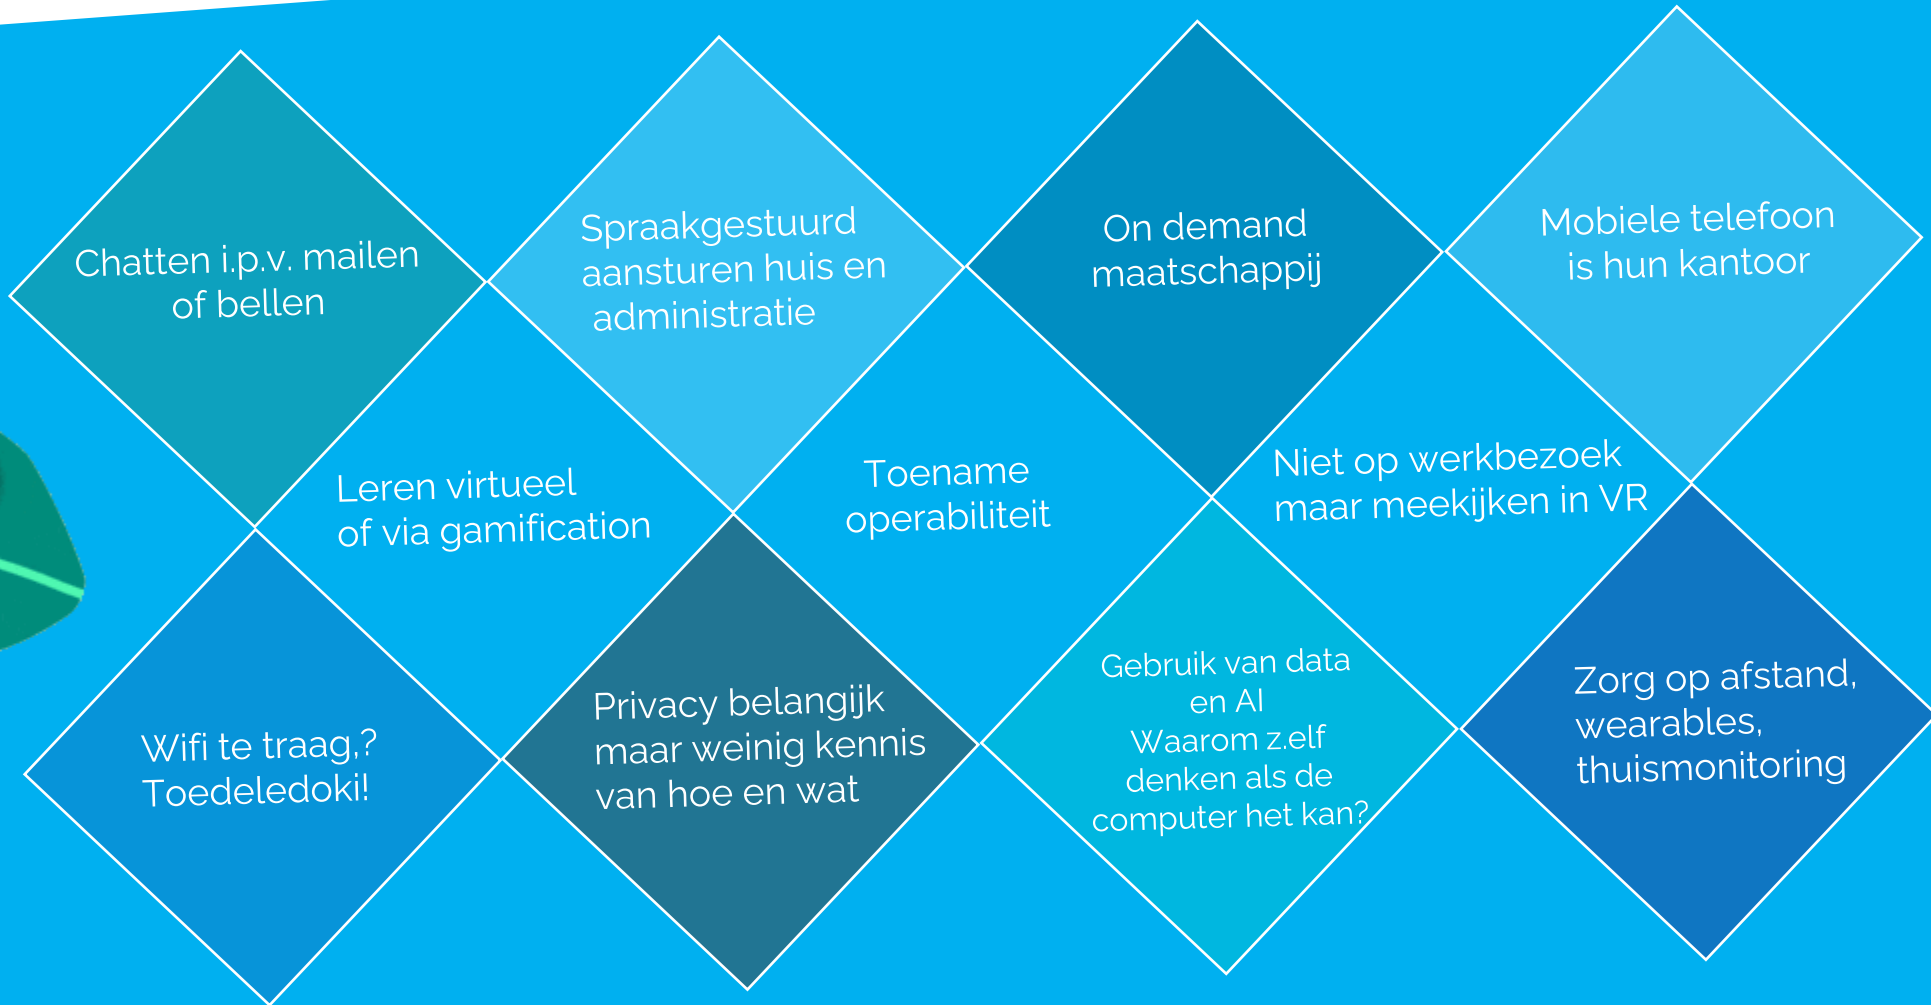 Chatten i.p.v. mailen
of bellen
Spraakgestuurd
aansturen huis en
administratie
On demand
maatschappij
Mobiele telefoon
is hun kantoor
Leren virtueel
of via gamification
Toename
operabiliteit
Niet op werkbezoek
maar meekijken in VR
Wifi te traag,?
Toedeledoki!
Privacy belangijk
maar weinig kennis
van hoe en wat
Gebruik van data
en AI
Waarom z.elf
denken als de
computer het kan?
Zorg op afstand,
wearables,
thuismonitoring